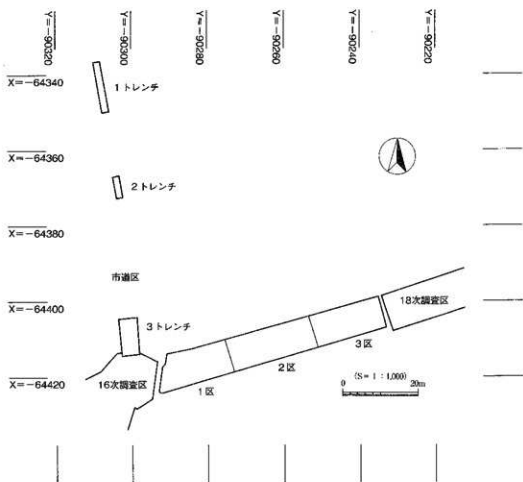 Y=-90320
Y=-90300
Y=-90280
Y=-90260
Y=-90240
Y=-90220
X=-64340
1トレンチ
X=-64360
2トレンチ
X=-64380
市道区
X=-64400
18次調査区
3トレンチ
3区
2区
16次調査区
(S=1:1,000)
X=-64420
1区
0
20m